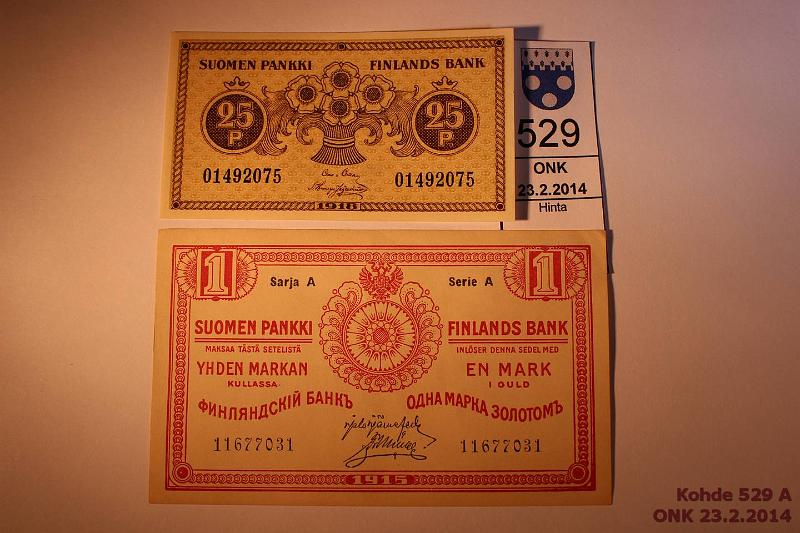 SUOMEN PANKKI FINLANDS BANK
25 P 25 P
01492075 01492075
1918
529
ONK
23.2.2014
Hinta
1 1
Sarja A Serie A
SUOMEN PANKKI FINLANDS BANK
MAKSAA TÄSTÄ SETELISTÄ INLÖSER DENNA SEDEL MED
YHDEN MARKAN EN MARK
KULLASSA. I GULD
ФИНЛЯНДСКІЙ БАНКЪ ОДНА МАРКА ЗОЛОТОМЪ
11677031 11677031
1915
Kohde 529 A
ONK 23.2.2014